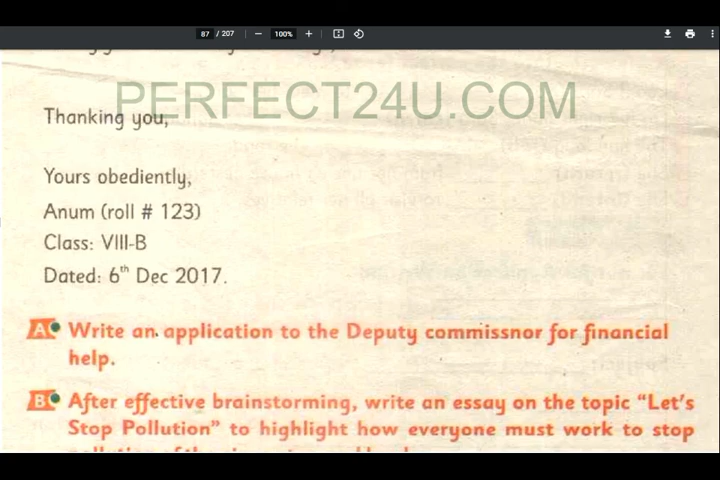 87 / 207
100%
PERFECT24U.COM
Thanking you,
Yours obediently,
Anum (roll # 123)
Class: VIII-B
Dated: 6th Dec 2017.
A Write an application to the Deputy commissnor for financial
help.
B After effective brainstorming, write an essay on the topic “Let’s
Stop Pollution” to highlight how everyone must work to stop